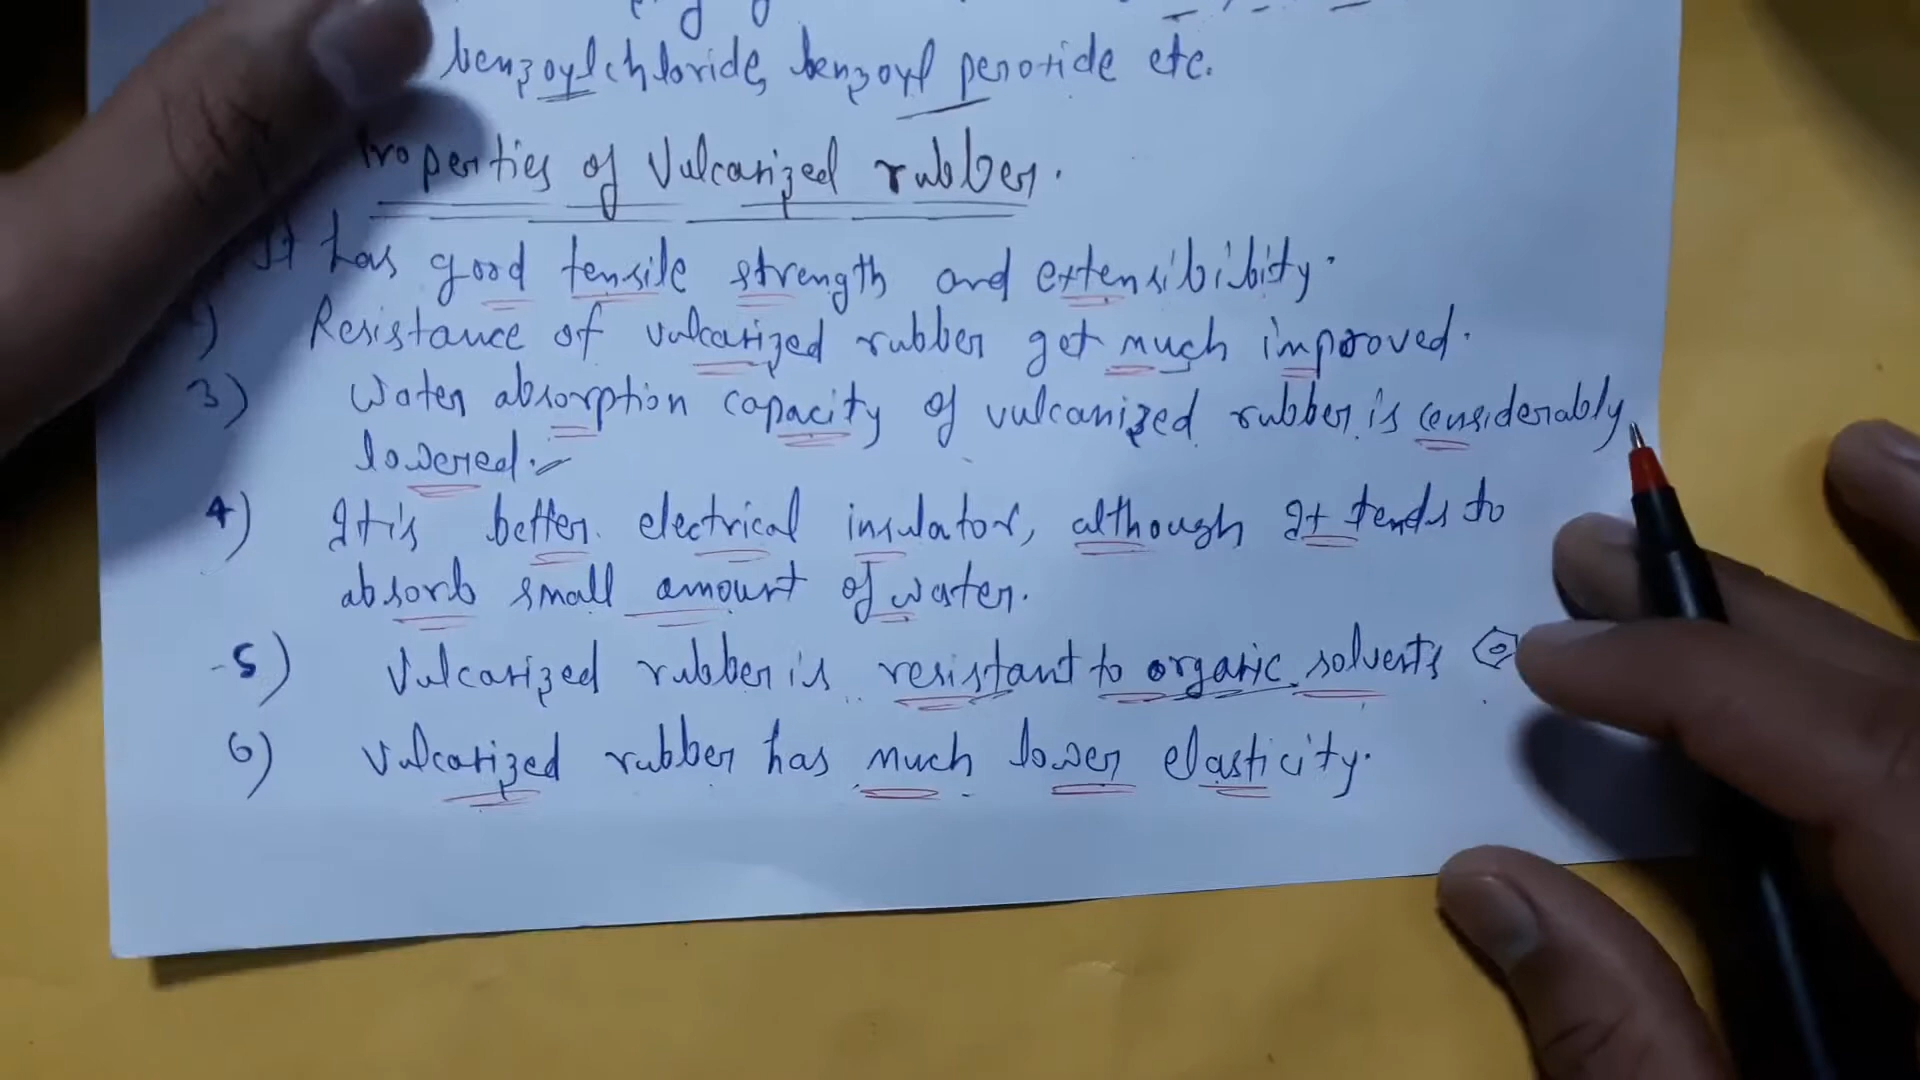 benzoylchloride, benzoyl peroxide etc.
Properties of Vulcanized rubber.
It has good tensile strength and extensibility.
) Resistance of vulcanized rubber get much improved.
3) Water absorption capacity of vulcanized rubber is considerably
lowered.
4) It is better electrical insulator, although It tends to
absorb small amount of water.
5) Vulcanized rubber is resistant to organic solvents
6) Vulcanized rubber has much lower elasticity.